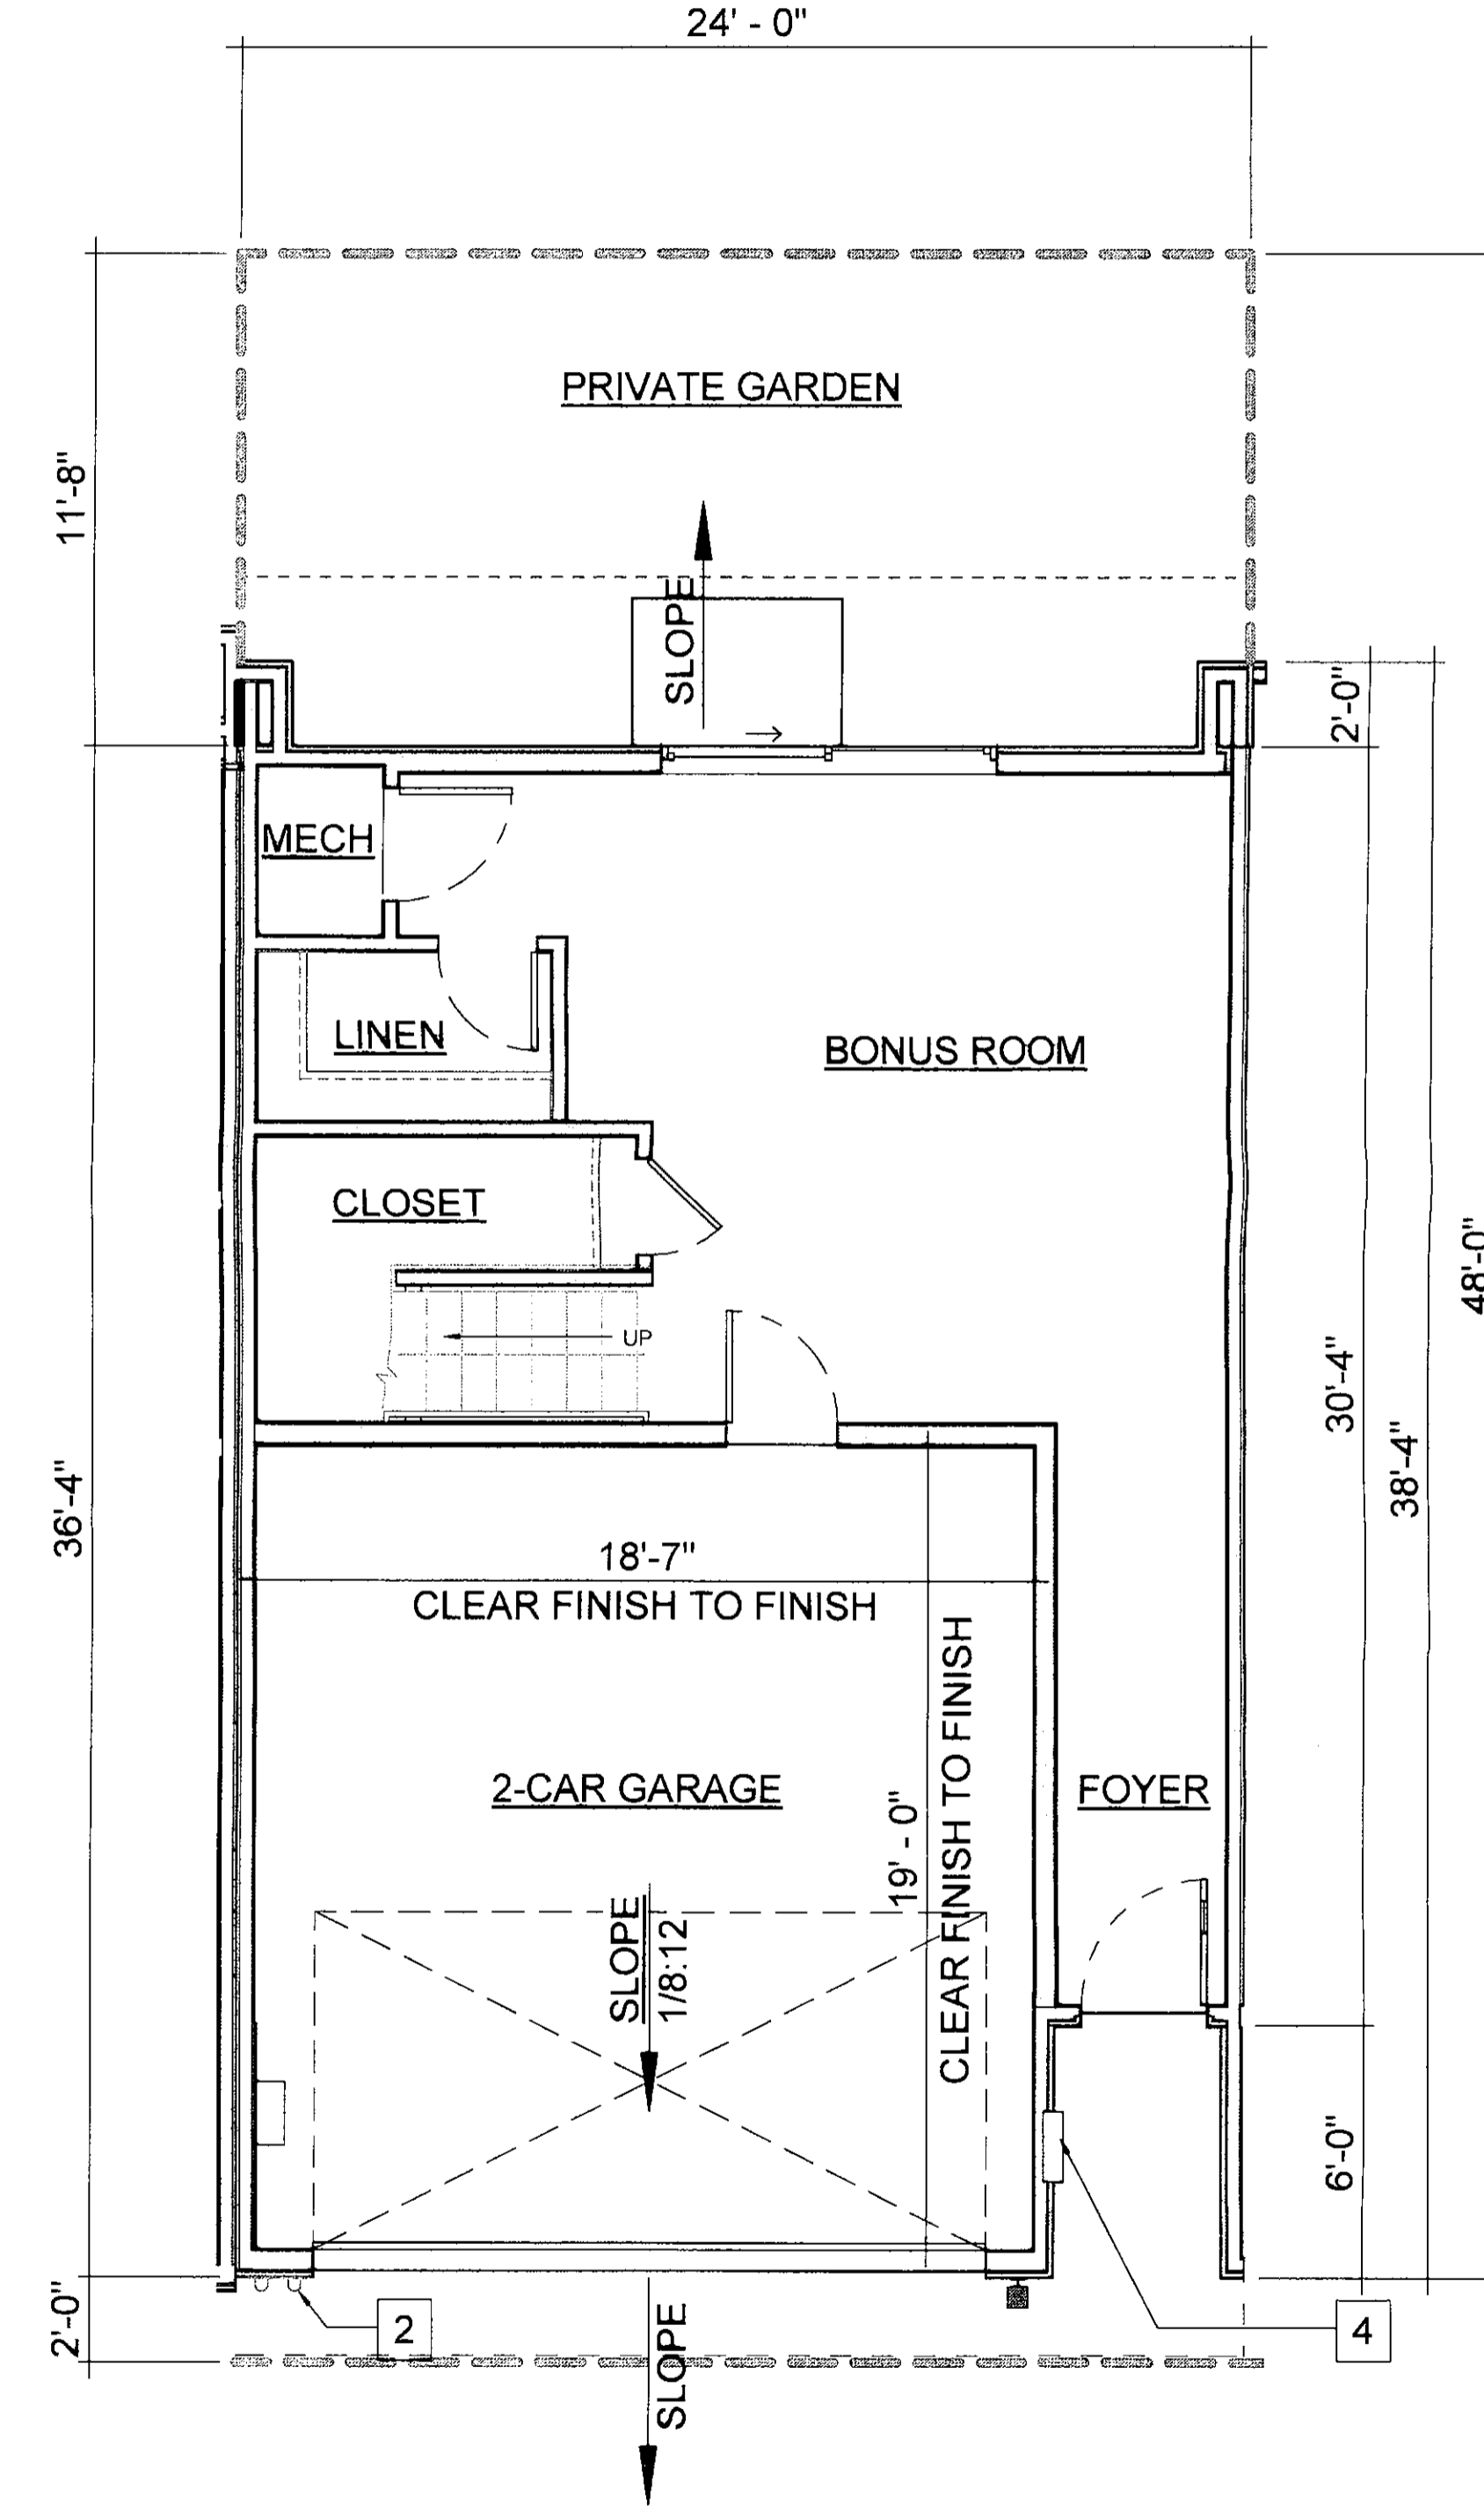 24' - 0"
PRIVATE GARDEN
11'-8"
SLOPE
2'-0"
MECH
LINEN
BONUS ROOM
CLOSET
UP
48'-0"
30'-4"
38'-4"
36'-4"
18'-7"
CLEAR FINISH TO FINISH
19' - 0"
CLEAR FINISH TO FINISH
2-CAR GARAGE
FOYER
SLOPE
1/8:12
6'-0"
2'-0"
2
SLOPE
4